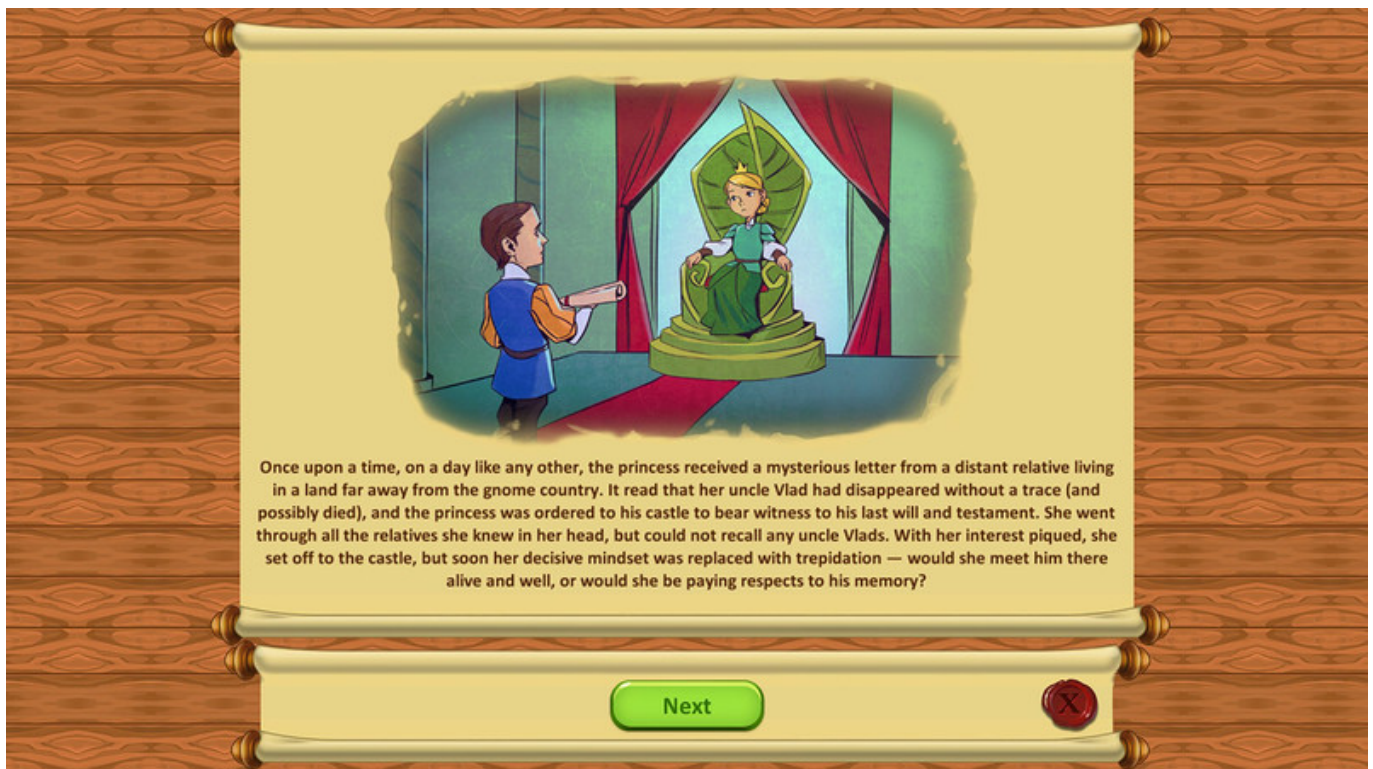 Once upon a time, on a day like any other, the princess received a mysterious letter from a distant relative living
in a land far away from the gnome country. It read that her uncle Vlad had disappeared without a trace (and
possibly died), and the princess was ordered to his castle to bear witness to his last will and testament. She went
through all the relatives she knew in her head, but could not recall any uncle Vlads. With her interest piqued, she
set off to the castle, but soon her decisive mindset was replaced with trepidation — would she meet him there
alive and well, or would she be paying respects to his memory?
Next
X